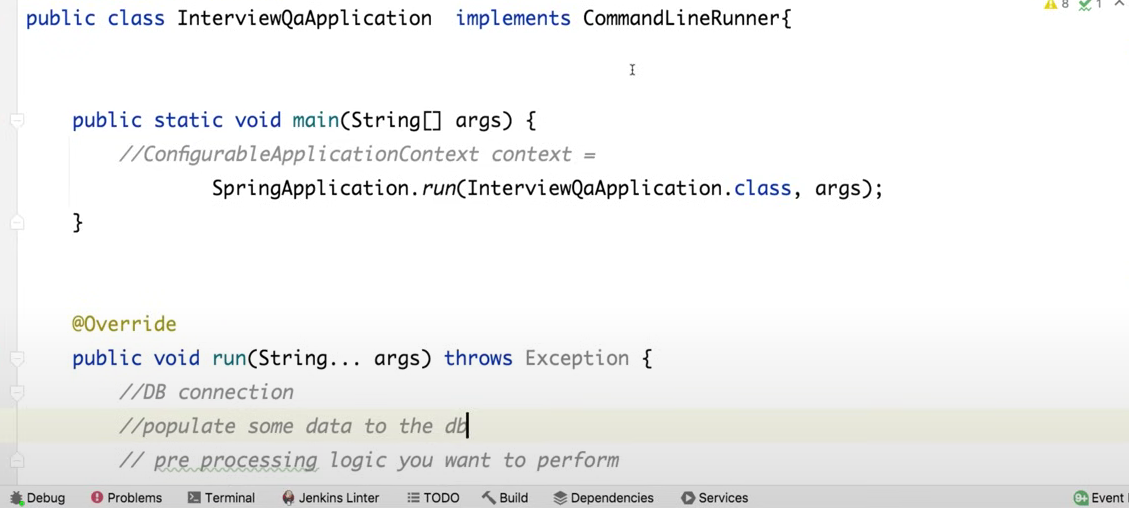 public class InterviewQaApplication  implements CommandLineRunner{
8 1
public static void main(String[] args) {
//ConfigurableApplicationContext context =
SpringApplication.run(InterviewQaApplication.class, args);
}
@Override
public void run(String... args) throws Exception {
//DB connection
//populate some data to the db
// pre processing logic you want to perform
Debug Problems Terminal Jenkins Linter TODO Build Dependencies Services 9+ Event